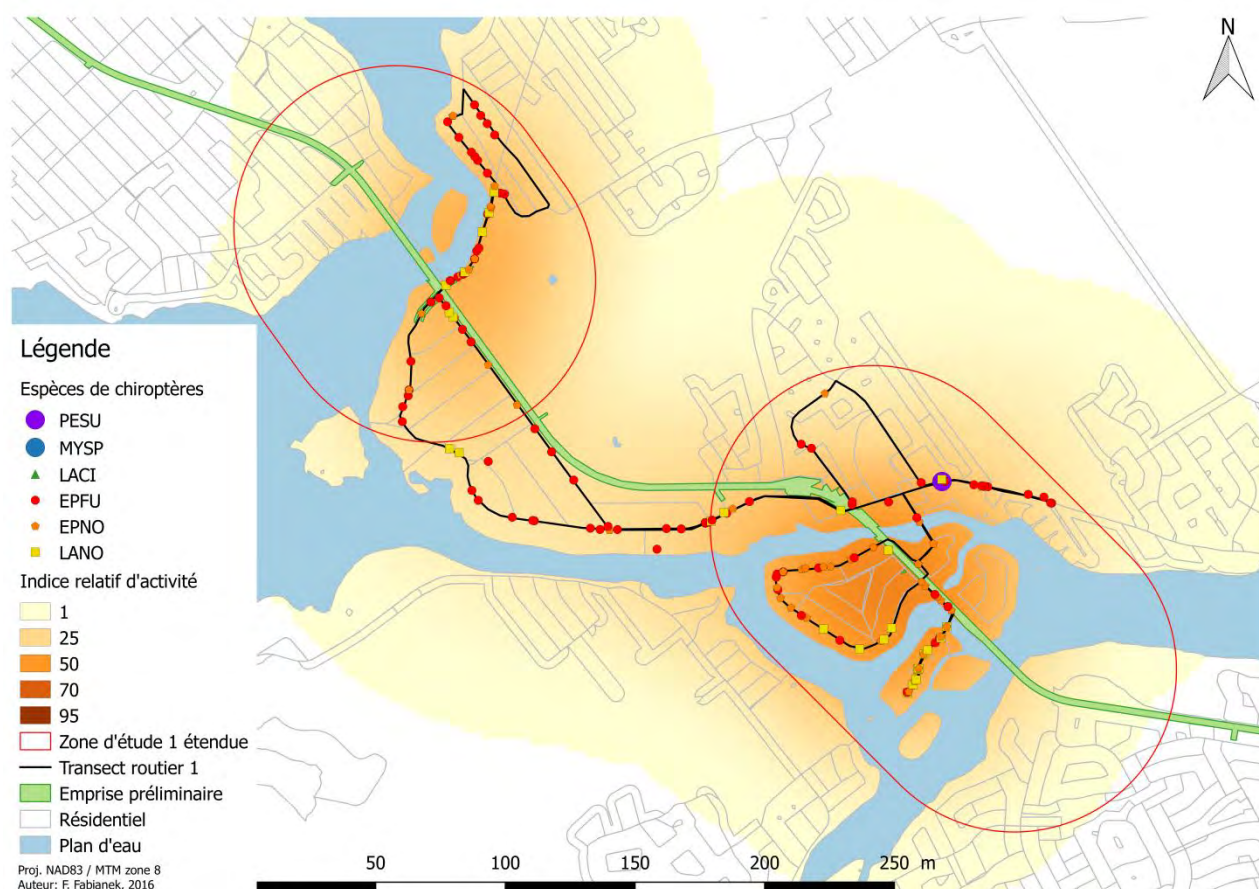 N
Légende
Espèces de chiroptères
PESU
MYSP
LACI
EPFU
EPNO
LANO
Indice relatif d'activité
1
25
50
70
95
Zone d'étude 1 étendue
Transect routier 1
Emprise préliminaire
Résidentiel
Plan d'eau
Proj. NAD83 / MTM zone 8
Auteur: F. Fabianek, 2016
50 100 150 200 250 m